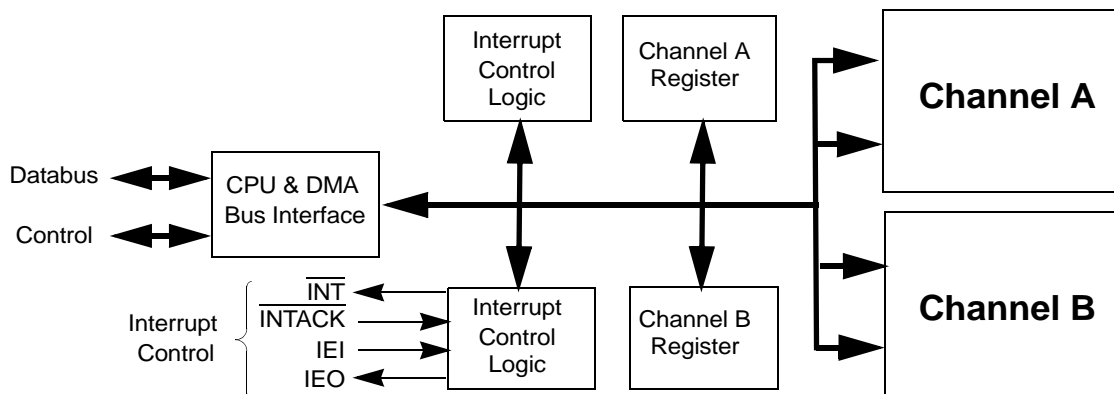 Interrupt
Control
Logic
Channel A
Register
Channel A
Databus
CPU & DMA
Bus Interface
Control
INT
INTACK
IEI
IEO
Interrupt
Control
Interrupt
Control
Logic
Channel B
Register
Channel B